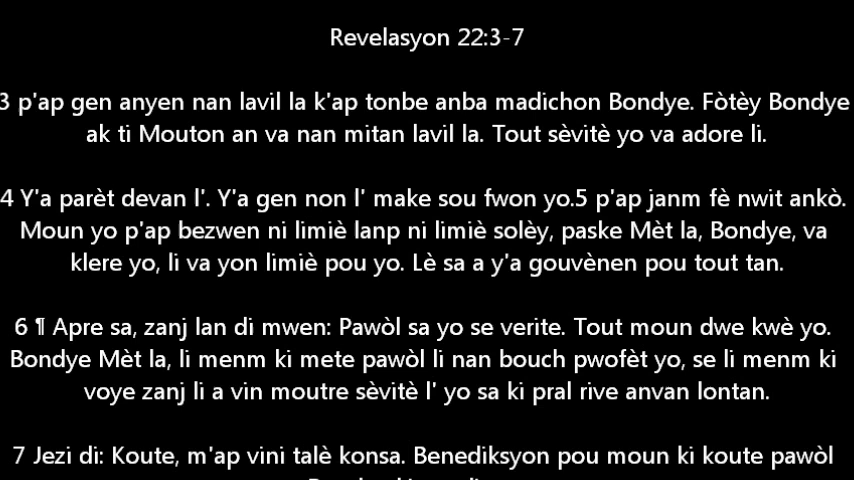 Revelasyon 22:3-7
3 p'ap gen anyen nan lavil la k'ap tonbe anba madichon Bondye. Fòtèy Bondye
ak ti Mouton an va nan mitan lavil la. Tout sèvitè yo va adore li.
4 Y'a parèt devan l'. Y'a gen non l' make sou fwon yo.5 p'ap janm fè nwit ankò.
Moun yo p'ap bezwen ni limiè lanp ni limiè solèy, paske Mèt la, Bondye, va
klere yo, li va yon limiè pou yo. Lè sa a y'a gouvènen pou tout tan.
6 ¶ Apre sa, zanj lan di mwen: Pawòl sa yo se verite. Tout moun dwe kwè yo.
Bondye Mèt la, li menm ki mete pawòl li nan bouch pwofèt yo, se li menm ki
voye zanj li a vin moutre sèvitè l' yo sa ki pral rive anvan lontan.
7 Jezi di: Koute, m'ap vini talè konsa. Benediksyon pou moun ki koute pawòl